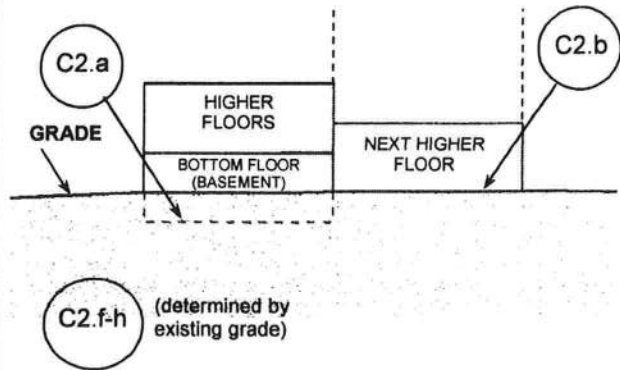 C2.a
C2.b
HIGHER
FLOORS
GRADE
NEXT HIGHER
FLOOR
BOTTOM FLOOR
(BASEMENT)
C2.f-h
(determined by
existing grade)